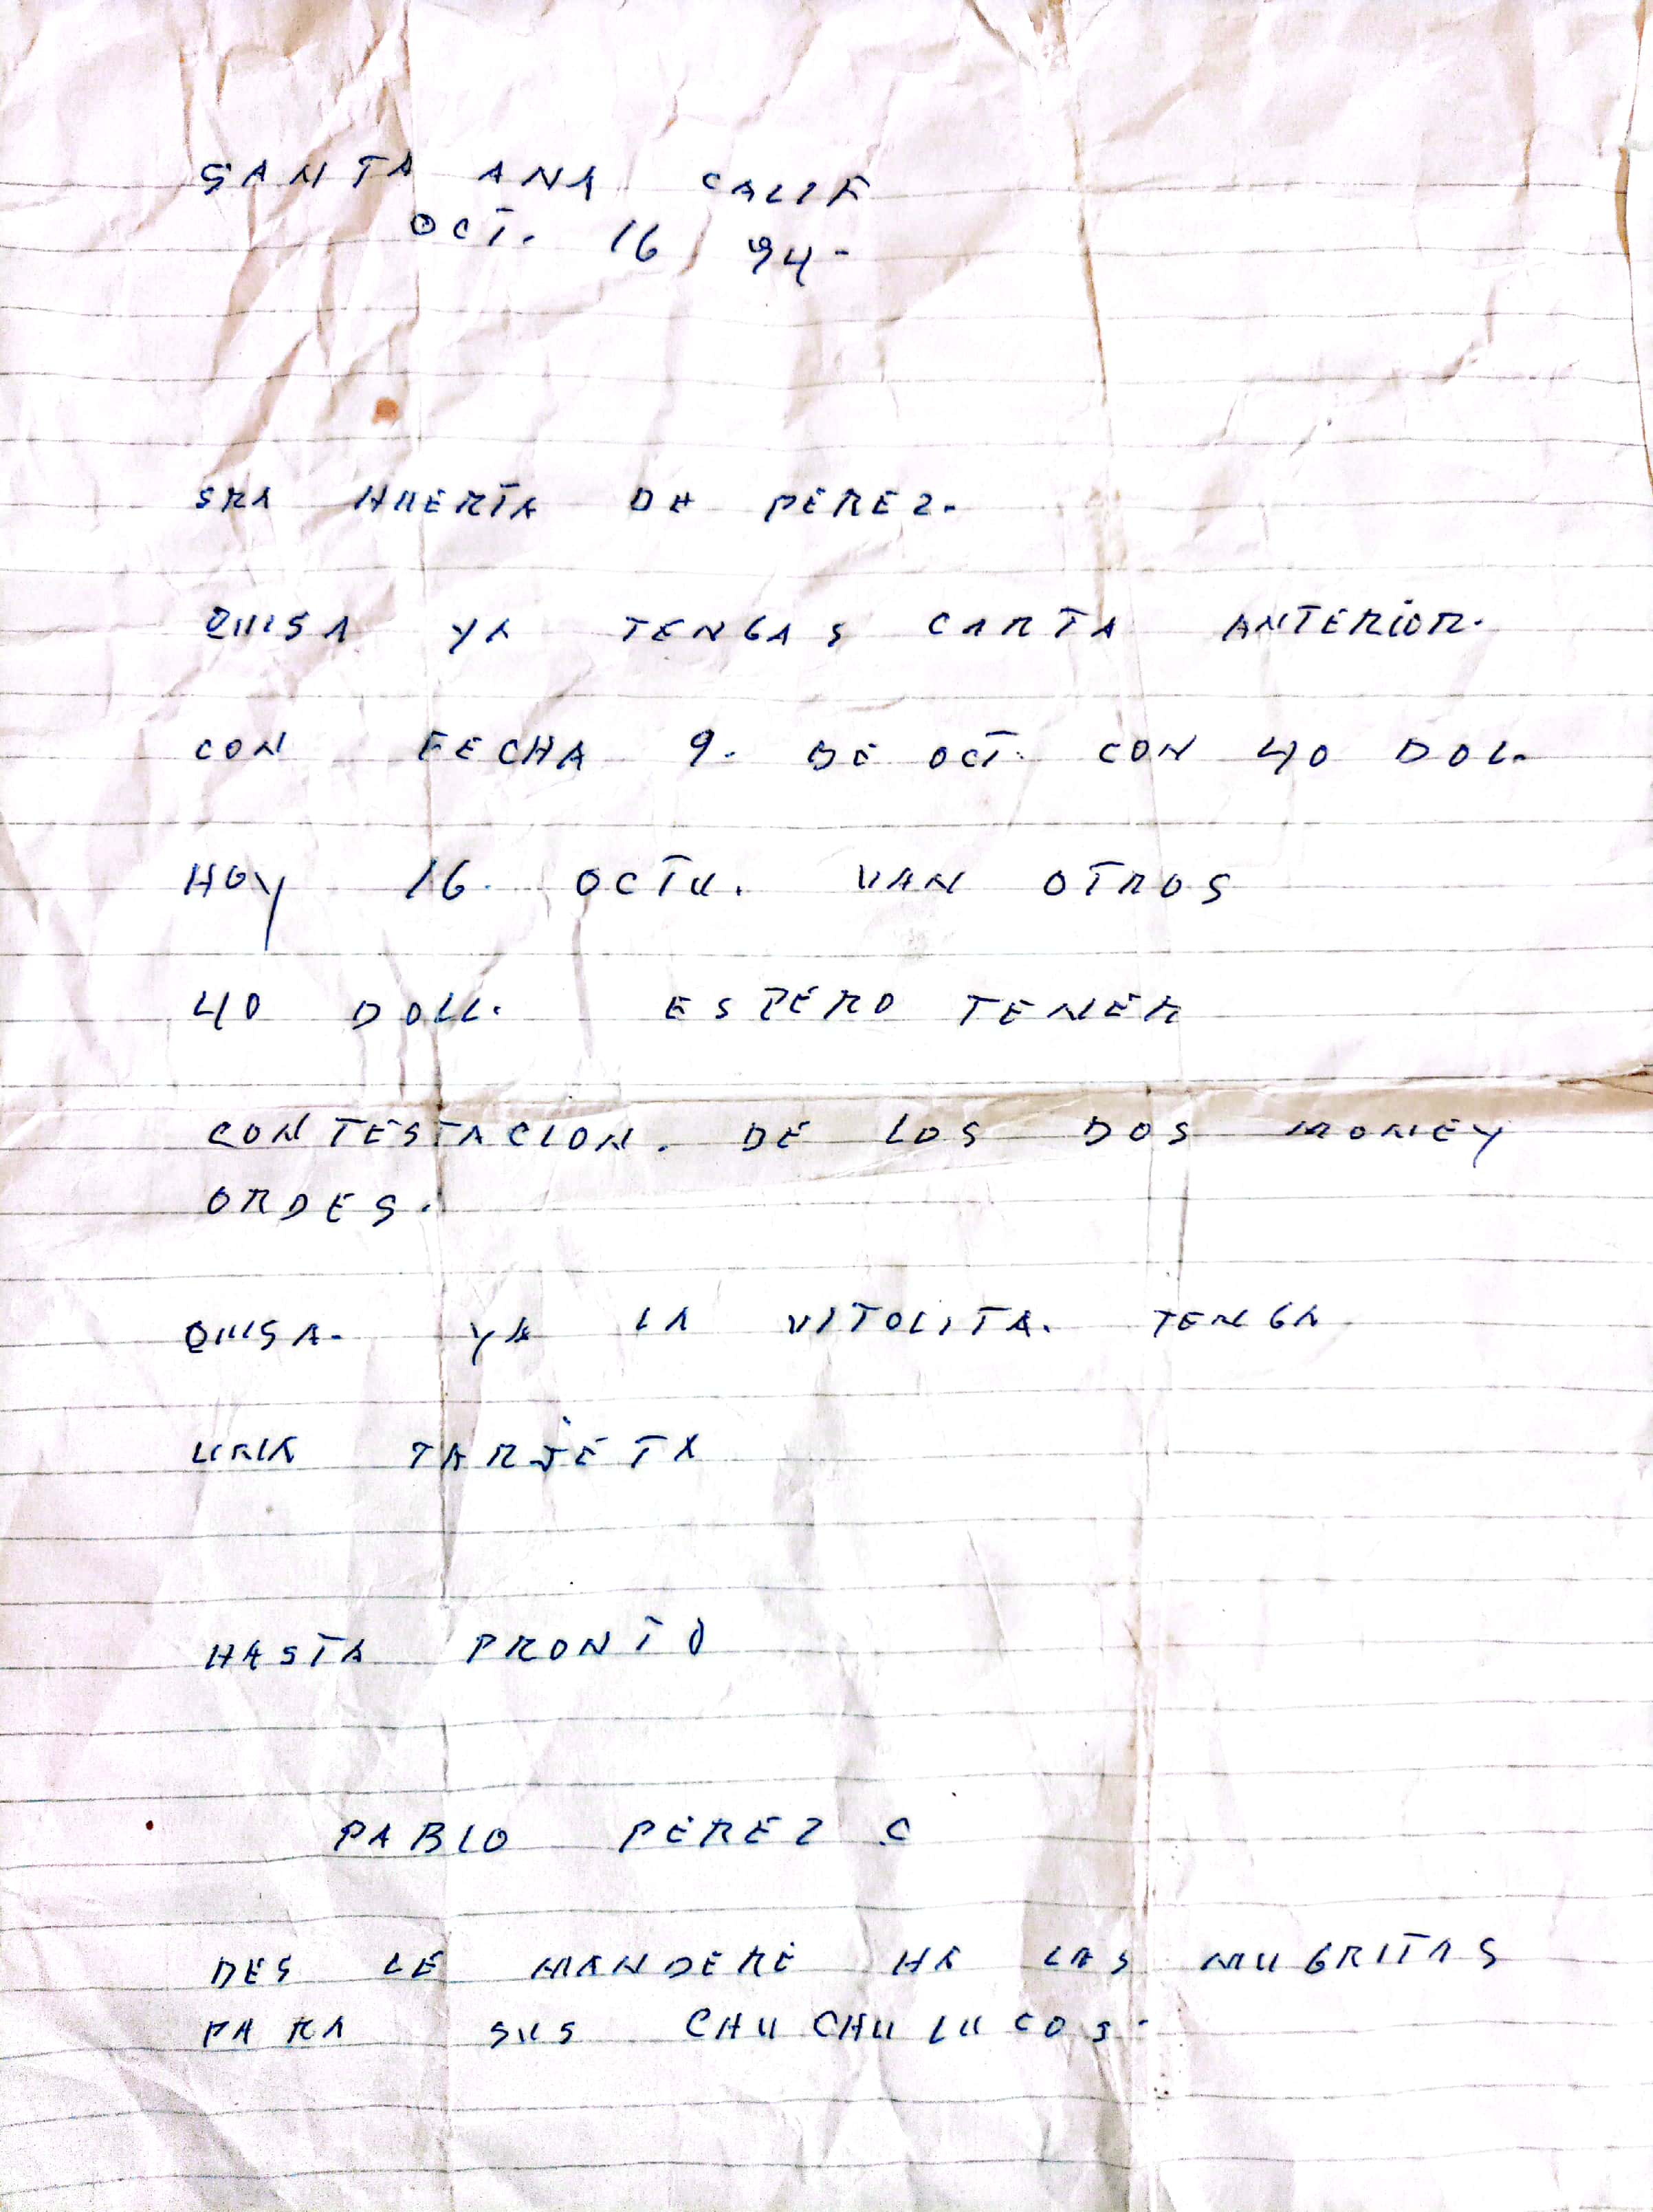 SANTA ANA CALIF
OCT. 16 / 94-
SRA HUERTA DE PEREZ.
QUISA YA TENGAS CARTA ANTERIOR.
CON FECHA 9. DE OCT. CON 40 DOL.
HOY 16. OCTU. VAN OTROS
40 DOLL. ESPERO TENER
CONTESTACION. DE LOS DOS MONEY
ORDES.
QUISA. YA LA VITOLITA. TENGA
UNA TARJETA
HASTA PRONTO
PABLO PEREZ C
DES LE MANDERE HA LAS MUGRITAS
PARA SUS CHUCHULUCOS.